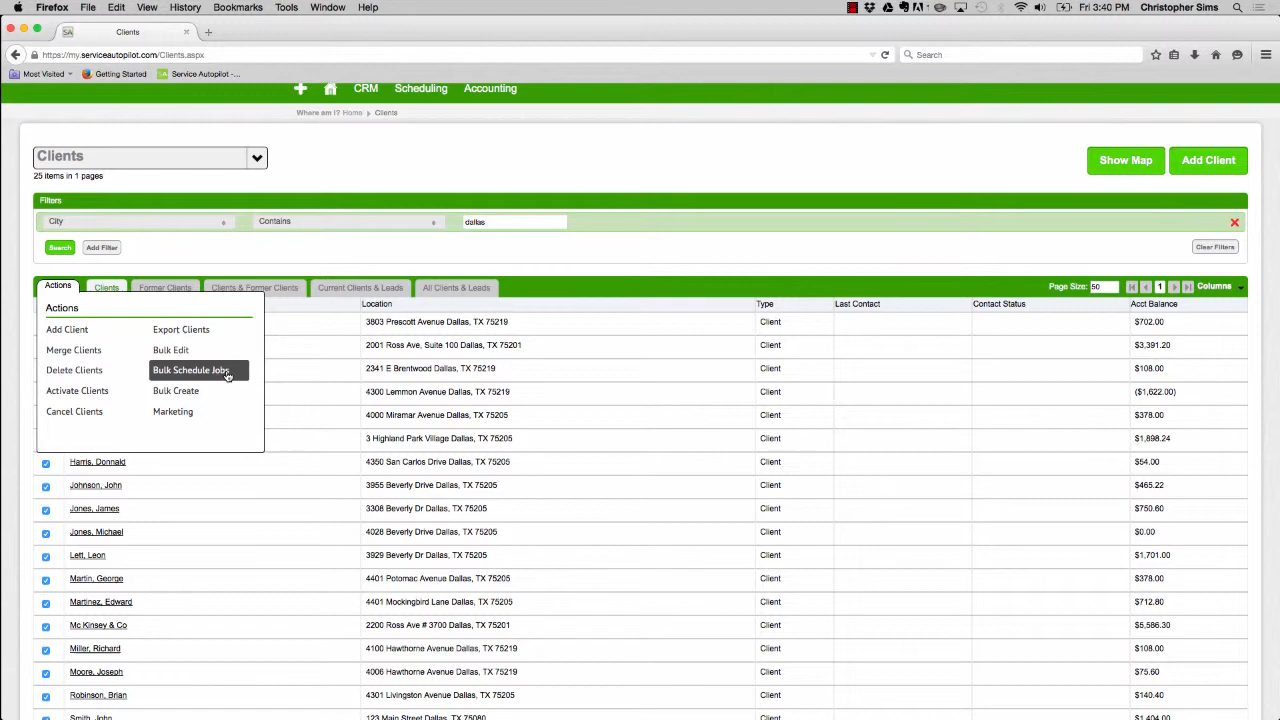 Firefox File Edit View History Bookmarks Tools Window Help Fri 3:40 PM Christopher Sims
SA Clients
https://my.serviceautopilot.com/Clients.aspx Search
Most Visited Getting Started SA Service Autopilot -...
CRM Scheduling Accounting
Where am I? Home Clients
Clients
Show Map Add Client
25 items in 1 pages
Filters
City Contains dallas
Search Add Filter Clear Filters
Actions Clients Former Clients Clients & Former Clients Current Clients & Leads All Clients & Leads Page Size: 50 1 Columns
Actions
Add Client Export Clients
Merge Clients Bulk Edit
Delete Clients Bulk Schedule Jobs
Activate Clients Bulk Create
Cancel Clients Marketing
Location Type Last Contact Contact Status Acct Balance
3803 Prescott Avenue Dallas, TX 75219 Client $702.00
2001 Ross Ave, Suite 100 Dallas, TX 75201 Client $3,391.20
2341 E Brentwood Dallas, TX 75219 Client $108.00
4300 Lemmon Avenue Dallas, TX 75219 Client ($1,622.00)
4000 Miramar Avenue Dallas, TX 75205 Client $378.00
3 Highland Park Village Dallas, TX 75205 Client $1,898.24
Harris, Donnald 4350 San Carlos Drive Dallas, TX 75205 Client $54.00
Johnson, John 3955 Beverly Drive Dallas, TX 75205 Client $465.22
Jones, James 3308 Beverly Dr Dallas, TX 75205 Client $750.60
Jones, Michael 4028 Beverly Drive Dallas, TX 75205 Client $0.00
Lett, Leon 3929 Beverly Dr Dallas, TX 75205 Client $1,701.00
Martin, George 4401 Potomac Avenue Dallas, TX 75205 Client $378.00
Martinez, Edward 4401 Mockingbird Lane Dallas, TX 75205 Client $712.80
Mc Kinsey & Co 2200 Ross Ave # 3700 Dallas, TX 75201 Client $5,586.30
Miller, Richard 4100 Hawthorne Avenue Dallas, TX 75219 Client $108.00
Moore, Joseph 4006 Hawthorne Avenue Dallas, TX 75219 Client $75.60
Robinson, Brian 4301 Livingston Avenue Dallas, TX 75205 Client $140.40
Smith, John 123 Main Street Dallas, TX 75080 Client